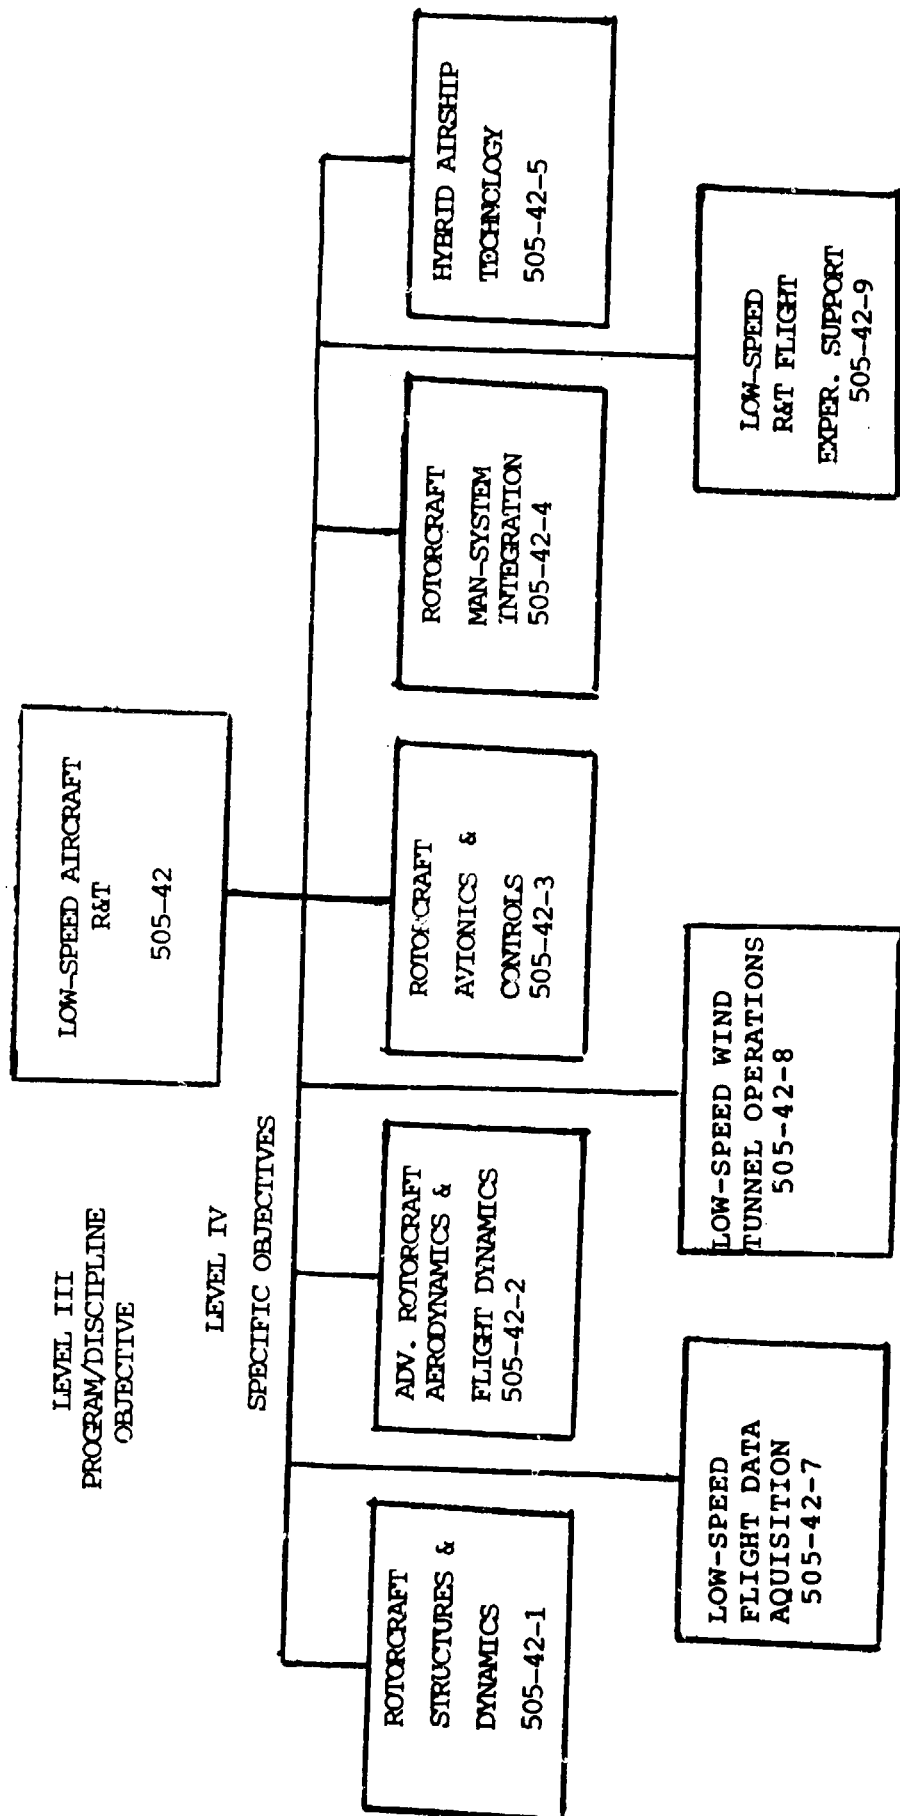 LEVEL III
PROGRAM/DISCIPLINE
OBJECTIVE
LOW-SPEED AIRCRAFT
R&T
505-42
LEVEL IV
SPECIFIC OBJECTIVES
ROTORCRAFT
STRUCTURES &
DYNAMICS
505-42-1
ADV. ROTORCRAFT
AERODYNAMICS &
FLIGHT DYNAMICS
505-42-2
ROTORCRAFT
AVIONICS &
CONTROLS
505-42-3
ROTORCRAFT
MAN-SYSTEM
INTEGRATION
505-42-4
HYBRID AIRSHIP
TECHNOLOGY
505-42-5
LOW-SPEED
FLIGHT DATA
AQUISITION
505-42-7
LOW-SPEED WIND
TUNNEL OPERATIONS
505-42-8
LOW-SPEED
R&T FLIGHT
EXPER. SUPPORT
505-42-9